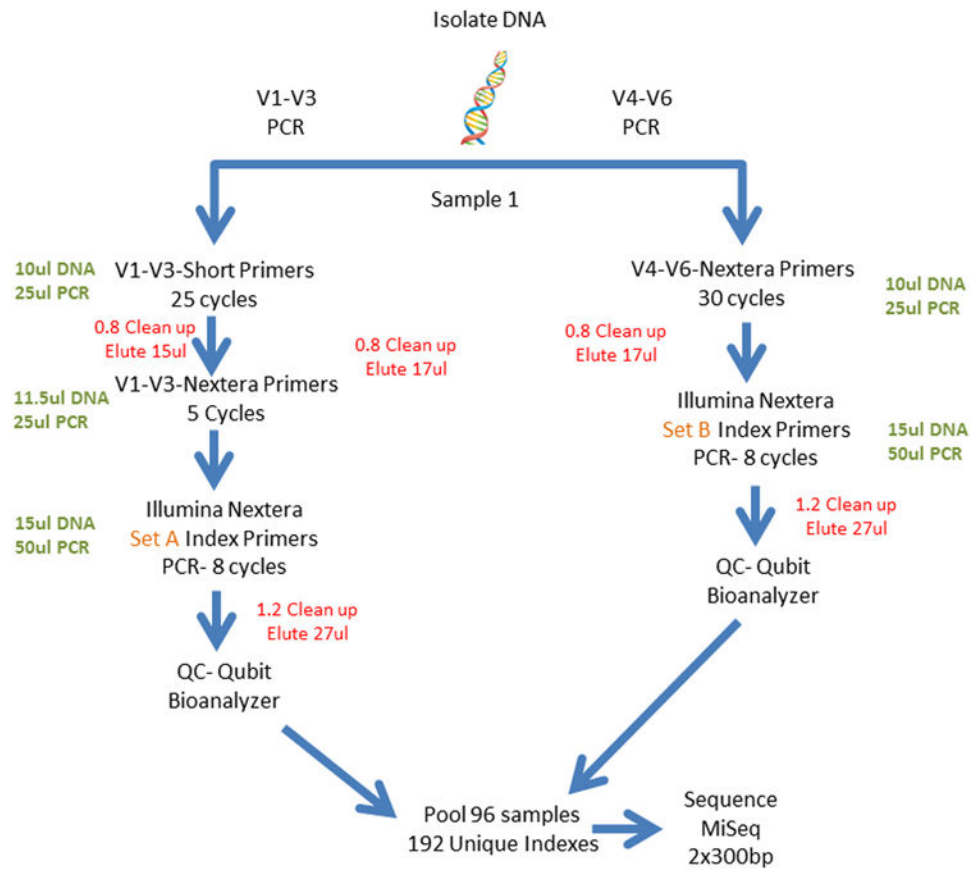 Isolate DNA
V1-V3
PCR
V4-V6
PCR
Sample 1
10ul DNA
25ul PCR
V1-V3-Short Primers
25 cycles
0.8 Clean up
Elute 15ul
0.8 Clean up
Elute 17ul
11.5ul DNA
25ul PCR
V1-V3-Nextera Primers
5 Cycles
15ul DNA
50ul PCR
Illumina Nextera
Set A Index Primers
PCR- 8 cycles
1.2 Clean up
Elute 27ul
QC- Qubit
Bioanalyzer
V4-V6-Nextera Primers
30 cycles
10ul DNA
25ul PCR
0.8 Clean up
Elute 17ul
Illumina Nextera
Set B Index Primers
PCR- 8 cycles
15ul DNA
50ul PCR
1.2 Clean up
Elute 27ul
QC- Qubit
Bioanalyzer
Pool 96 samples
192 Unique Indexes
Sequence
MiSeq
2x300bp